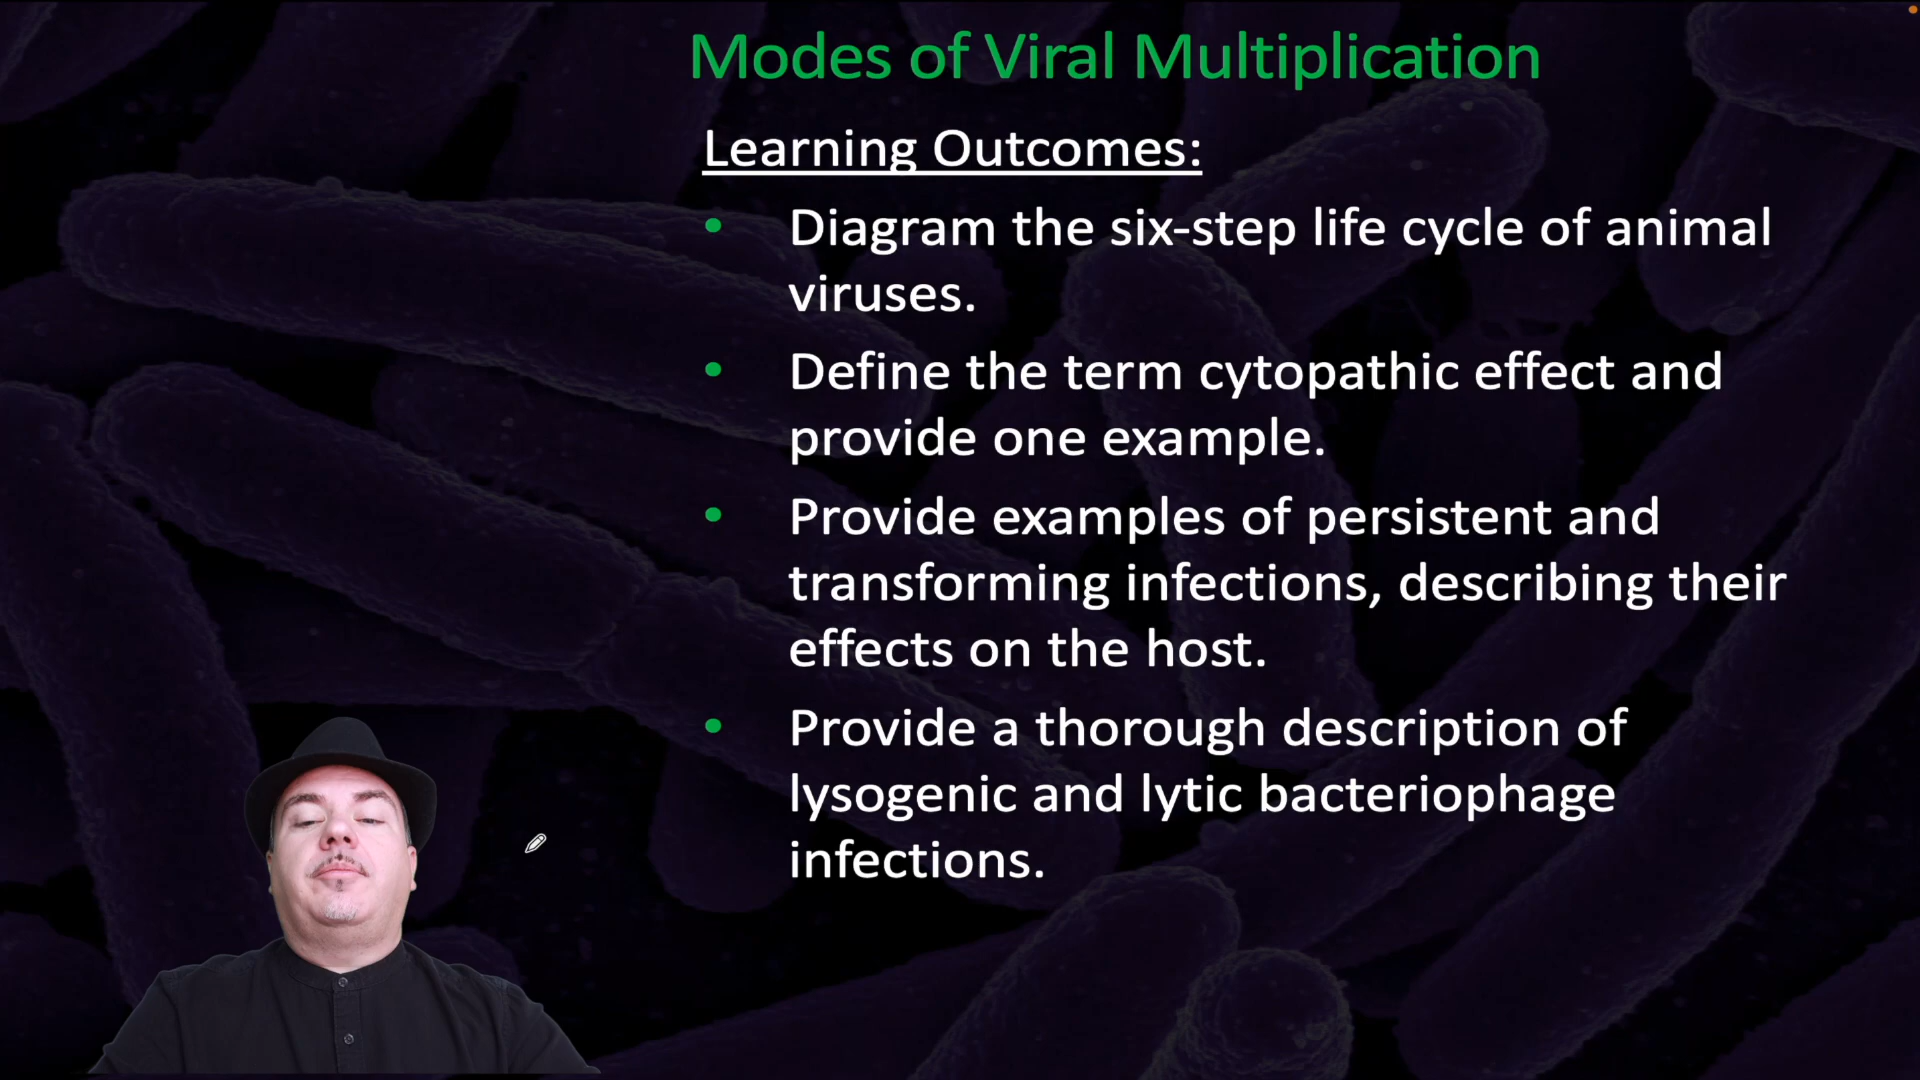 Modes of Viral Multiplication
Learning Outcomes:
• Diagram the six-step life cycle of animal
viruses.
• Define the term cytopathic effect and
provide one example.
• Provide examples of persistent and
transforming infections, describing their
effects on the host.
• Provide a thorough description of
lysogenic and lytic bacteriophage
infections.